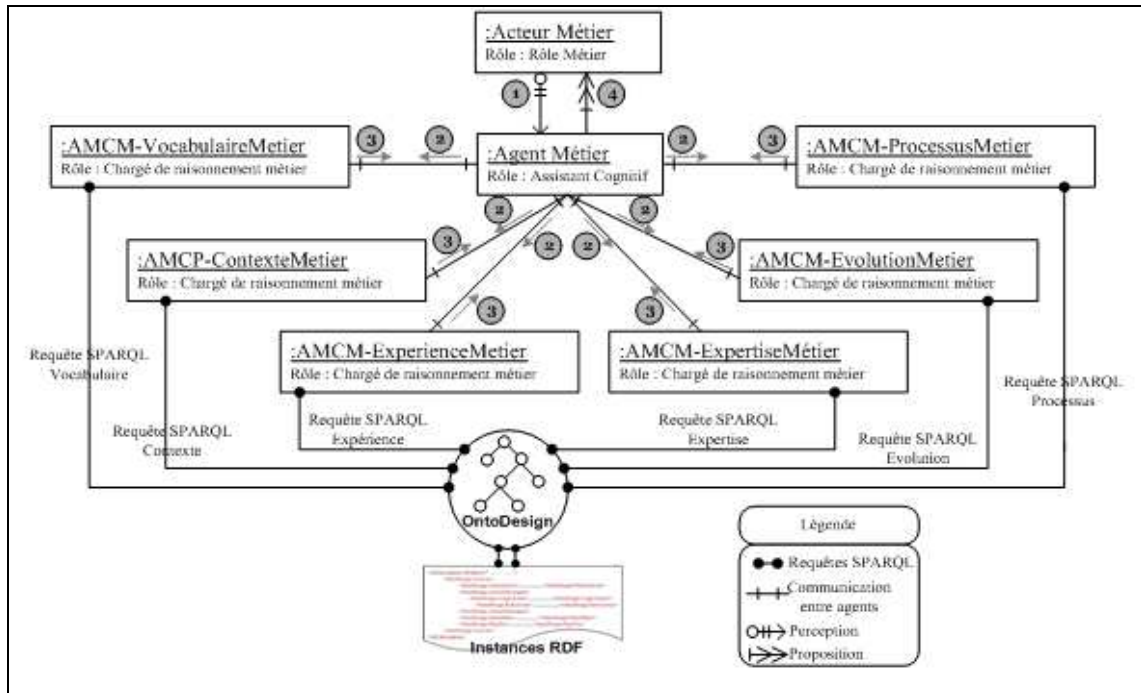 :Acteur Métier
Rôle : Rôle Métier
1
4
3
2
2
3
:AMCM-VocabulaireMetier
Rôle : Chargé de raisonnement métier
:Agent Métier
Rôle : Assistant Cognitif
:AMCM-ProcessusMetier
Rôle : Chargé de raisonnement métier
2
2
3
2
2
3
:AMCP-ContexteMetier
Rôle : Chargé de raisonnement métier
:AMCM-EvolutionMetier
Rôle : Chargé de raisonnement métier
3
3
:AMCM-ExperienceMetier
Rôle : Chargé de raisonnement métier
:AMCM-ExpertiseMétier
Rôle : Chargé de raisonnement métier
Requête SPARQL
Vocabulaire
Requête SPARQL
Processus
Requête SPARQL
Contexte
Requête SPARQL
Expérience
Requête SPARQL
Expertise
Requête SPARQL
Evolution
OntoDesign
Instances RDF
Légende
Requêtes SPARQL
Communication
entre agents
Perception
Proposition